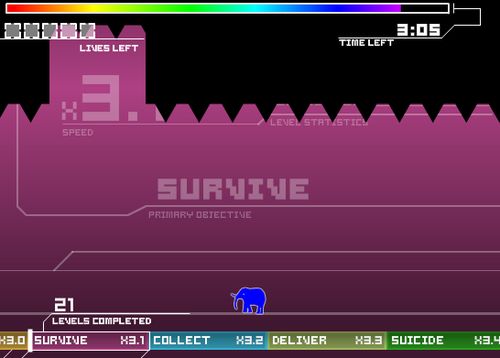 3:05
TIME LEFT
LIVES LEFT
x3.
SPEED
LEVEL STATISTICS
SURVIVE
PRIMARY OBJECTIVE
21
LEVELS COMPLETED
X3.0 SURVIVE X3.1 COLLECT X3.2 DELIVER X3.3 SUICIDE X3.4